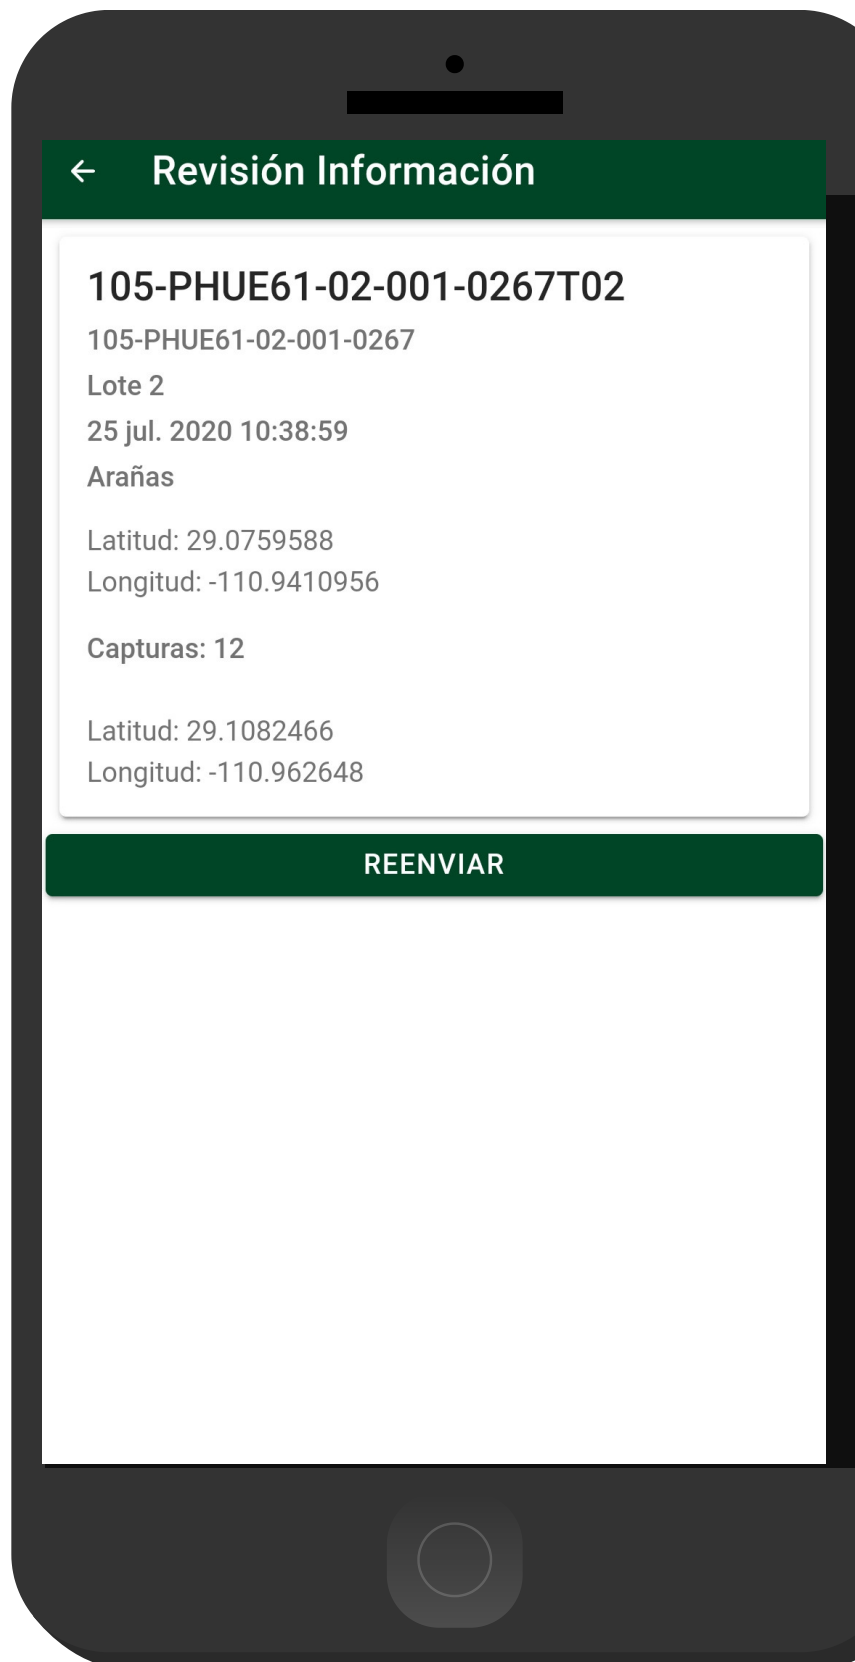 Revisión Información
105-PHUE61-02-001-0267T02
105-PHUE61-02-001-0267
Lote 2
25 jul. 2020 10:38:59
Arañas
Latitud: 29.0759588
Longitud: -110.9410956
Capturas: 12
Latitud: 29.1082466
Longitud: -110.962648
REENVIAR